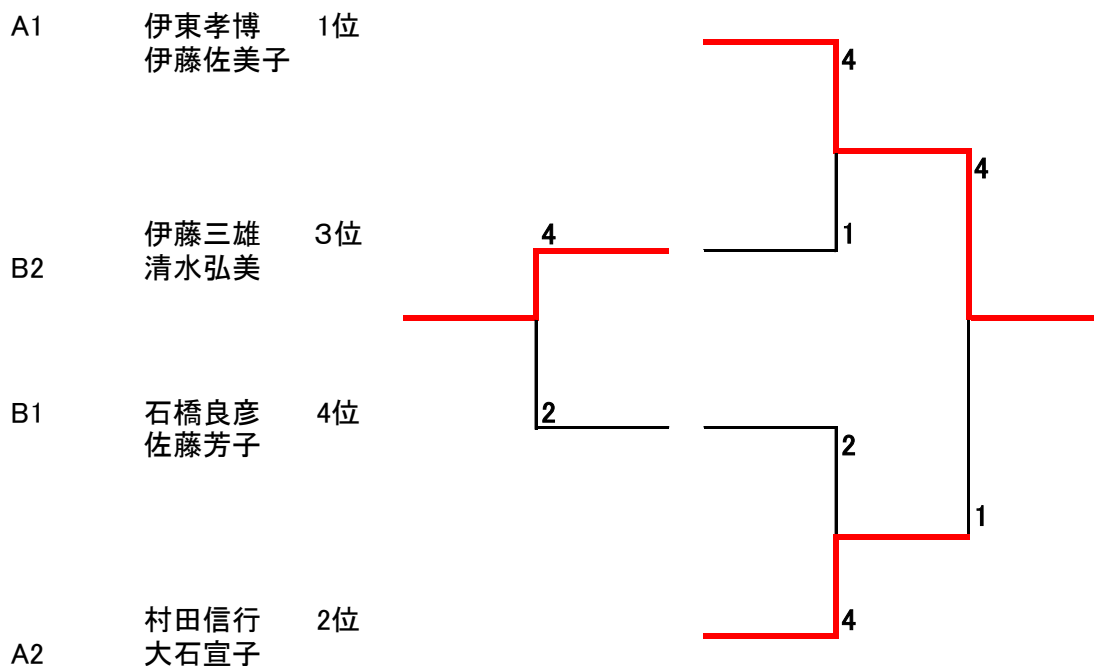 A1 伊東孝博 1位
伊藤佐美子
4
4
伊藤三雄 3位
4
1
B2 清水弘美
B1 石橋良彦 4位
2
佐藤芳子
2
1
村田信行 2位
4
A2 大石宣子